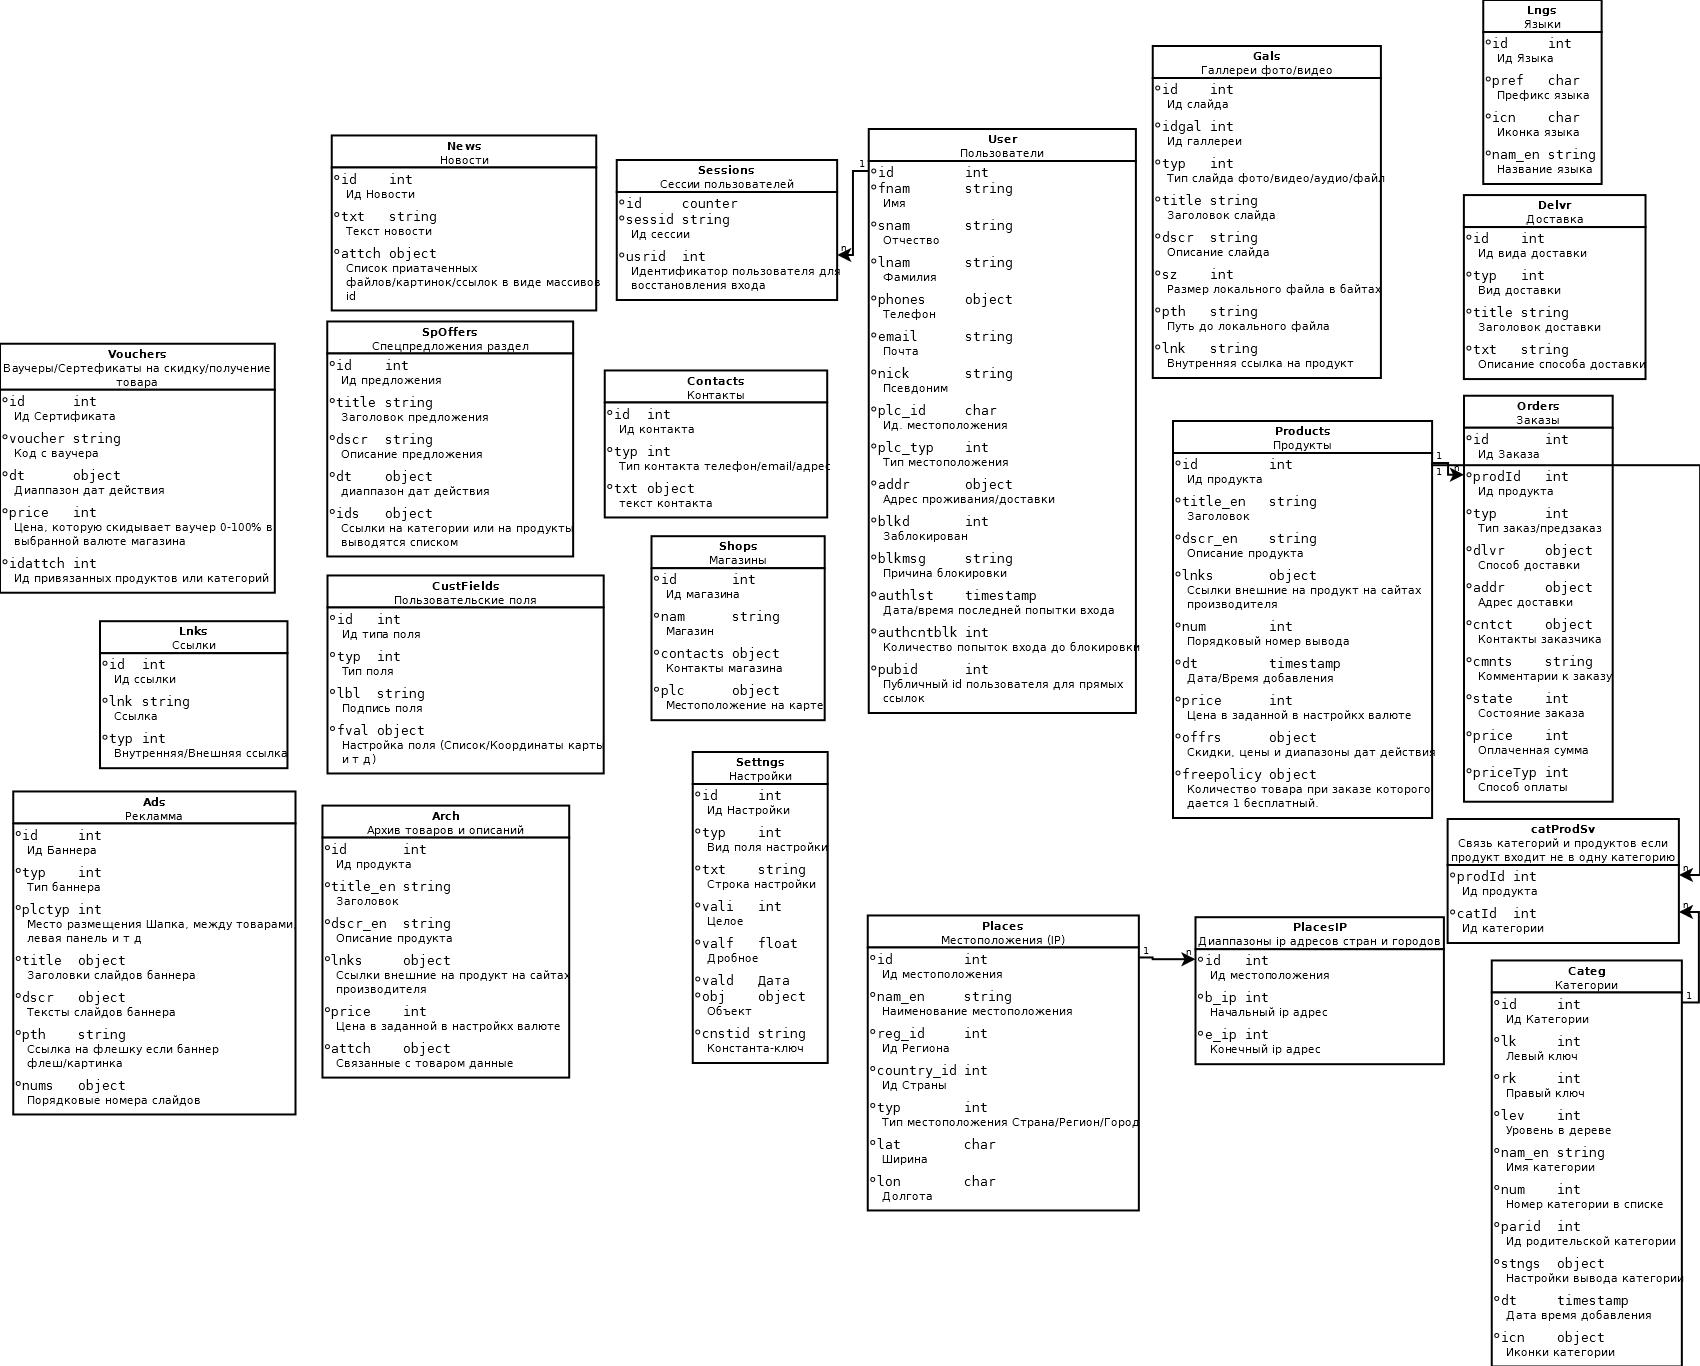 Lngs
Языки
id int
Ид Языка
pref char
Префикс языка
icn char
Иконка языка
nam_en string
Название языка
Gals
Галлереи фото/видео
id int
Ид слайда
idgal int
Ид галлереи
typ int
Тип слайда фото/видео/аудио/файл
title string
Заголовок слайда
dscr string
Описание слайда
sz int
Размер локального файла в байтах
pth string
Путь до локального файла
lnk string
Внутренняя ссылка на продукт
User
Пользователи
id int
fnam string
Имя
snam string
Отчество
lnam string
Фамилия
phones object
Телефон
email string
Почта
nick string
Псевдоним
plc_id char
Ид. местоположения
plc_typ int
Тип местоположения
addr object
Адрес проживания/доставки
blkd int
Заблокирован
blkmsg string
Причина блокировки
authlst timestamp
Дата/время последней попытки входа
authcntblk int
Количество попыток входа до блокировки
pubid int
Публичный id пользователя для прямых
ссылок
1
n
News
Новости
id int
Ид Новости
txt string
Текст новости
attch object
Список приатаченных
файлов/картинок/ссылок в виде массивов
id
Sessions
Сессии пользователей
id counter
sessid string
Ид сессии
usrid int
Идентификатор пользователя для
восстановления входа
Delvr
Доставка
id int
Ид вида доставки
typ int
Вид доставки
title string
Заголовок доставки
txt string
Описание способа доставки
SpOffers
Спецпредложения раздел
id int
Ид предложения
title string
Заголовок предложения
dscr string
Описание предложения
dt object
диаппазон дат действия
ids object
Ссылки на категории или на продукты
выводятся списком
Vouchers
Ваучеры/Сертефикаты на скидку/получение
товара
id int
Ид Сертификата
voucher string
Код с ваучера
dt object
Диаппазон дат действия
price int
Цена, которую скидывает ваучер 0-100% в
выбранной валюте магазина
idattch int
Ид привязанных продуктов или категорий
Contacts
Контакты
id int
Ид контакта
typ int
Тип контакта телефон/email/адрес
txt object
текст контакта
Orders
Заказы
id int
Ид Заказа
prodId int
Ид продукта
typ int
Тип заказ/предзаказ
dlvr object
Способ доставки
addr object
Адрес доставки
cntct object
Контакты заказчика
cmnts string
Комментарии к заказу
state int
Состояние заказа
price int
Оплаченная сумма
priceTyp int
Способ оплаты
Products
Продукты
id int
Ид продукта
title_en string
Заголовок
dscr_en string
Описание продукта
lnks object
Ссылки внешние на продукт на сайтах
производителя
num int
Порядковый номер вывода
dt timestamp
Дата/Время добавления
price int
Цена в заданной в настройкх валюте
offrs object
Скидки, цены и диапазоны дат действия
freepolicy object
Количество товара при заказе которого
дается 1 бесплатный.
1
1
n
Shops
Магазины
id int
Ид магазина
nam string
Магазин
contacts object
Контакты магазина
plc object
Местоположение на карте
CustFields
Пользовательские поля
id int
Ид типа поля
typ int
Тип поля
lbl string
Подпись поля
fval object
Настройка поля (Список/Координаты карты
и т д)
Lnks
Ссылки
id int
Ид ссылки
lnk string
Ссылка
typ int
Внутренняя/Внешняя ссылка
Settngs
Настройки
id int
Ид Настройки
typ int
Вид поля настройки
txt string
Строка настройки
vali int
Целое
valf float
Дробное
vald Дата
obj object
Объект
cnstid string
Константа-ключ
Ads
Рекламма
id int
Ид Баннера
typ int
Тип баннера
plctyp int
Место размещения Шапка, между товарами,
левая панель и т д
title object
Заголовки слайдов баннера
dscr object
Тексты слайдов баннера
pth string
Ссылка на флешку если баннер
флеш/картинка
nums object
Порядковые номера слайдов
Arch
Архив товаров и описаний
id int
Ид продукта
title_en string
Заголовок
dscr_en string
Описание продукта
lnks object
Ссылки внешние на продукт на сайтах
производителя
price int
Цена в заданной в настройкх валюте
attch object
Связанные с товаром данные
catProdSv
Связь категорий и продуктов если
продукт входит не в одну категорию
prodId int
Ид продукта
catId int
Ид категории
n
n
Places
Местоположения (IP)
id int
Ид местоположения
nam_en string
Наименование местоположения
reg_id int
Ид Региона
country_id int
Ид Страны
typ int
Тип местоположения Страна/Регион/Город
lat char
Ширина
lon char
Долгота
1
n
PlacesIP
Диаппазоны ip адресов стран и городов
id int
Ид местоположения
b_ip int
Начальный ip адрес
e_ip int
Конечный ip адрес
Categ
Категории
id int
Ид Категории
lk int
Левый ключ
rk int
Правый ключ
lev int
Уровень в дереве
nam_en string
Имя категории
num int
Номер категории в списке
parid int
Ид родительской категории
stngs object
Настройки вывода категории
dt timestamp
Дата время добавления
icn object
Иконки категории
1